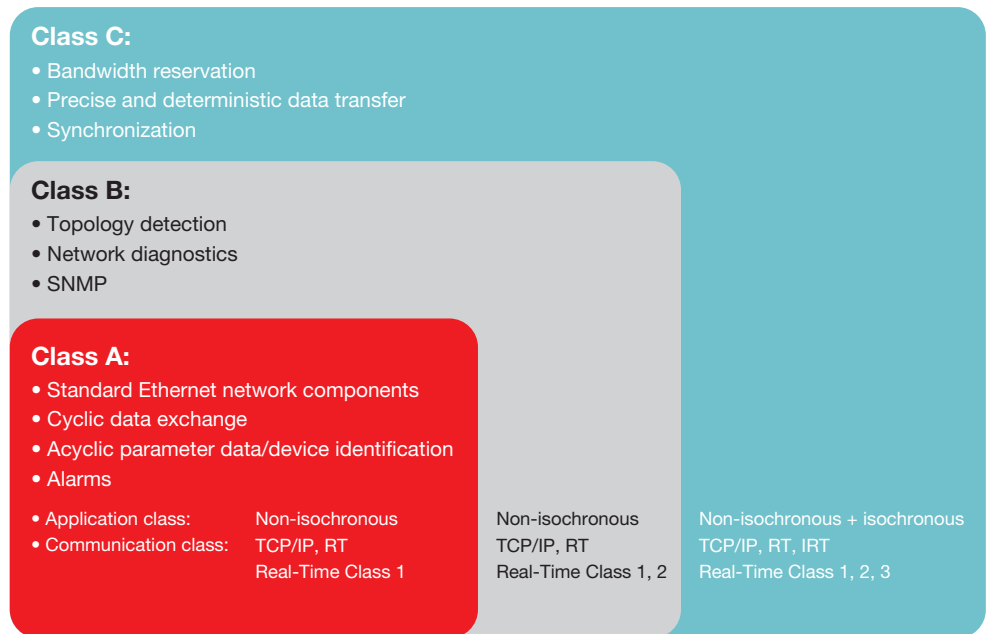 Class C:
• Bandwidth reservation
• Precise and deterministic data transfer
• Synchronization
Class B:
• Topology detection
• Network diagnostics
• SNMP
Class A:
• Standard Ethernet network components
• Cyclic data exchange
• Acyclic parameter data/device identification
• Alarms
• Application class: Non-isochronous Non-isochronous Non-isochronous + isochronous
• Communication class: TCP/IP, RT TCP/IP, RT TCP/IP, RT, IRT
Real-Time Class 1 Real-Time Class 1, 2 Real-Time Class 1, 2, 3